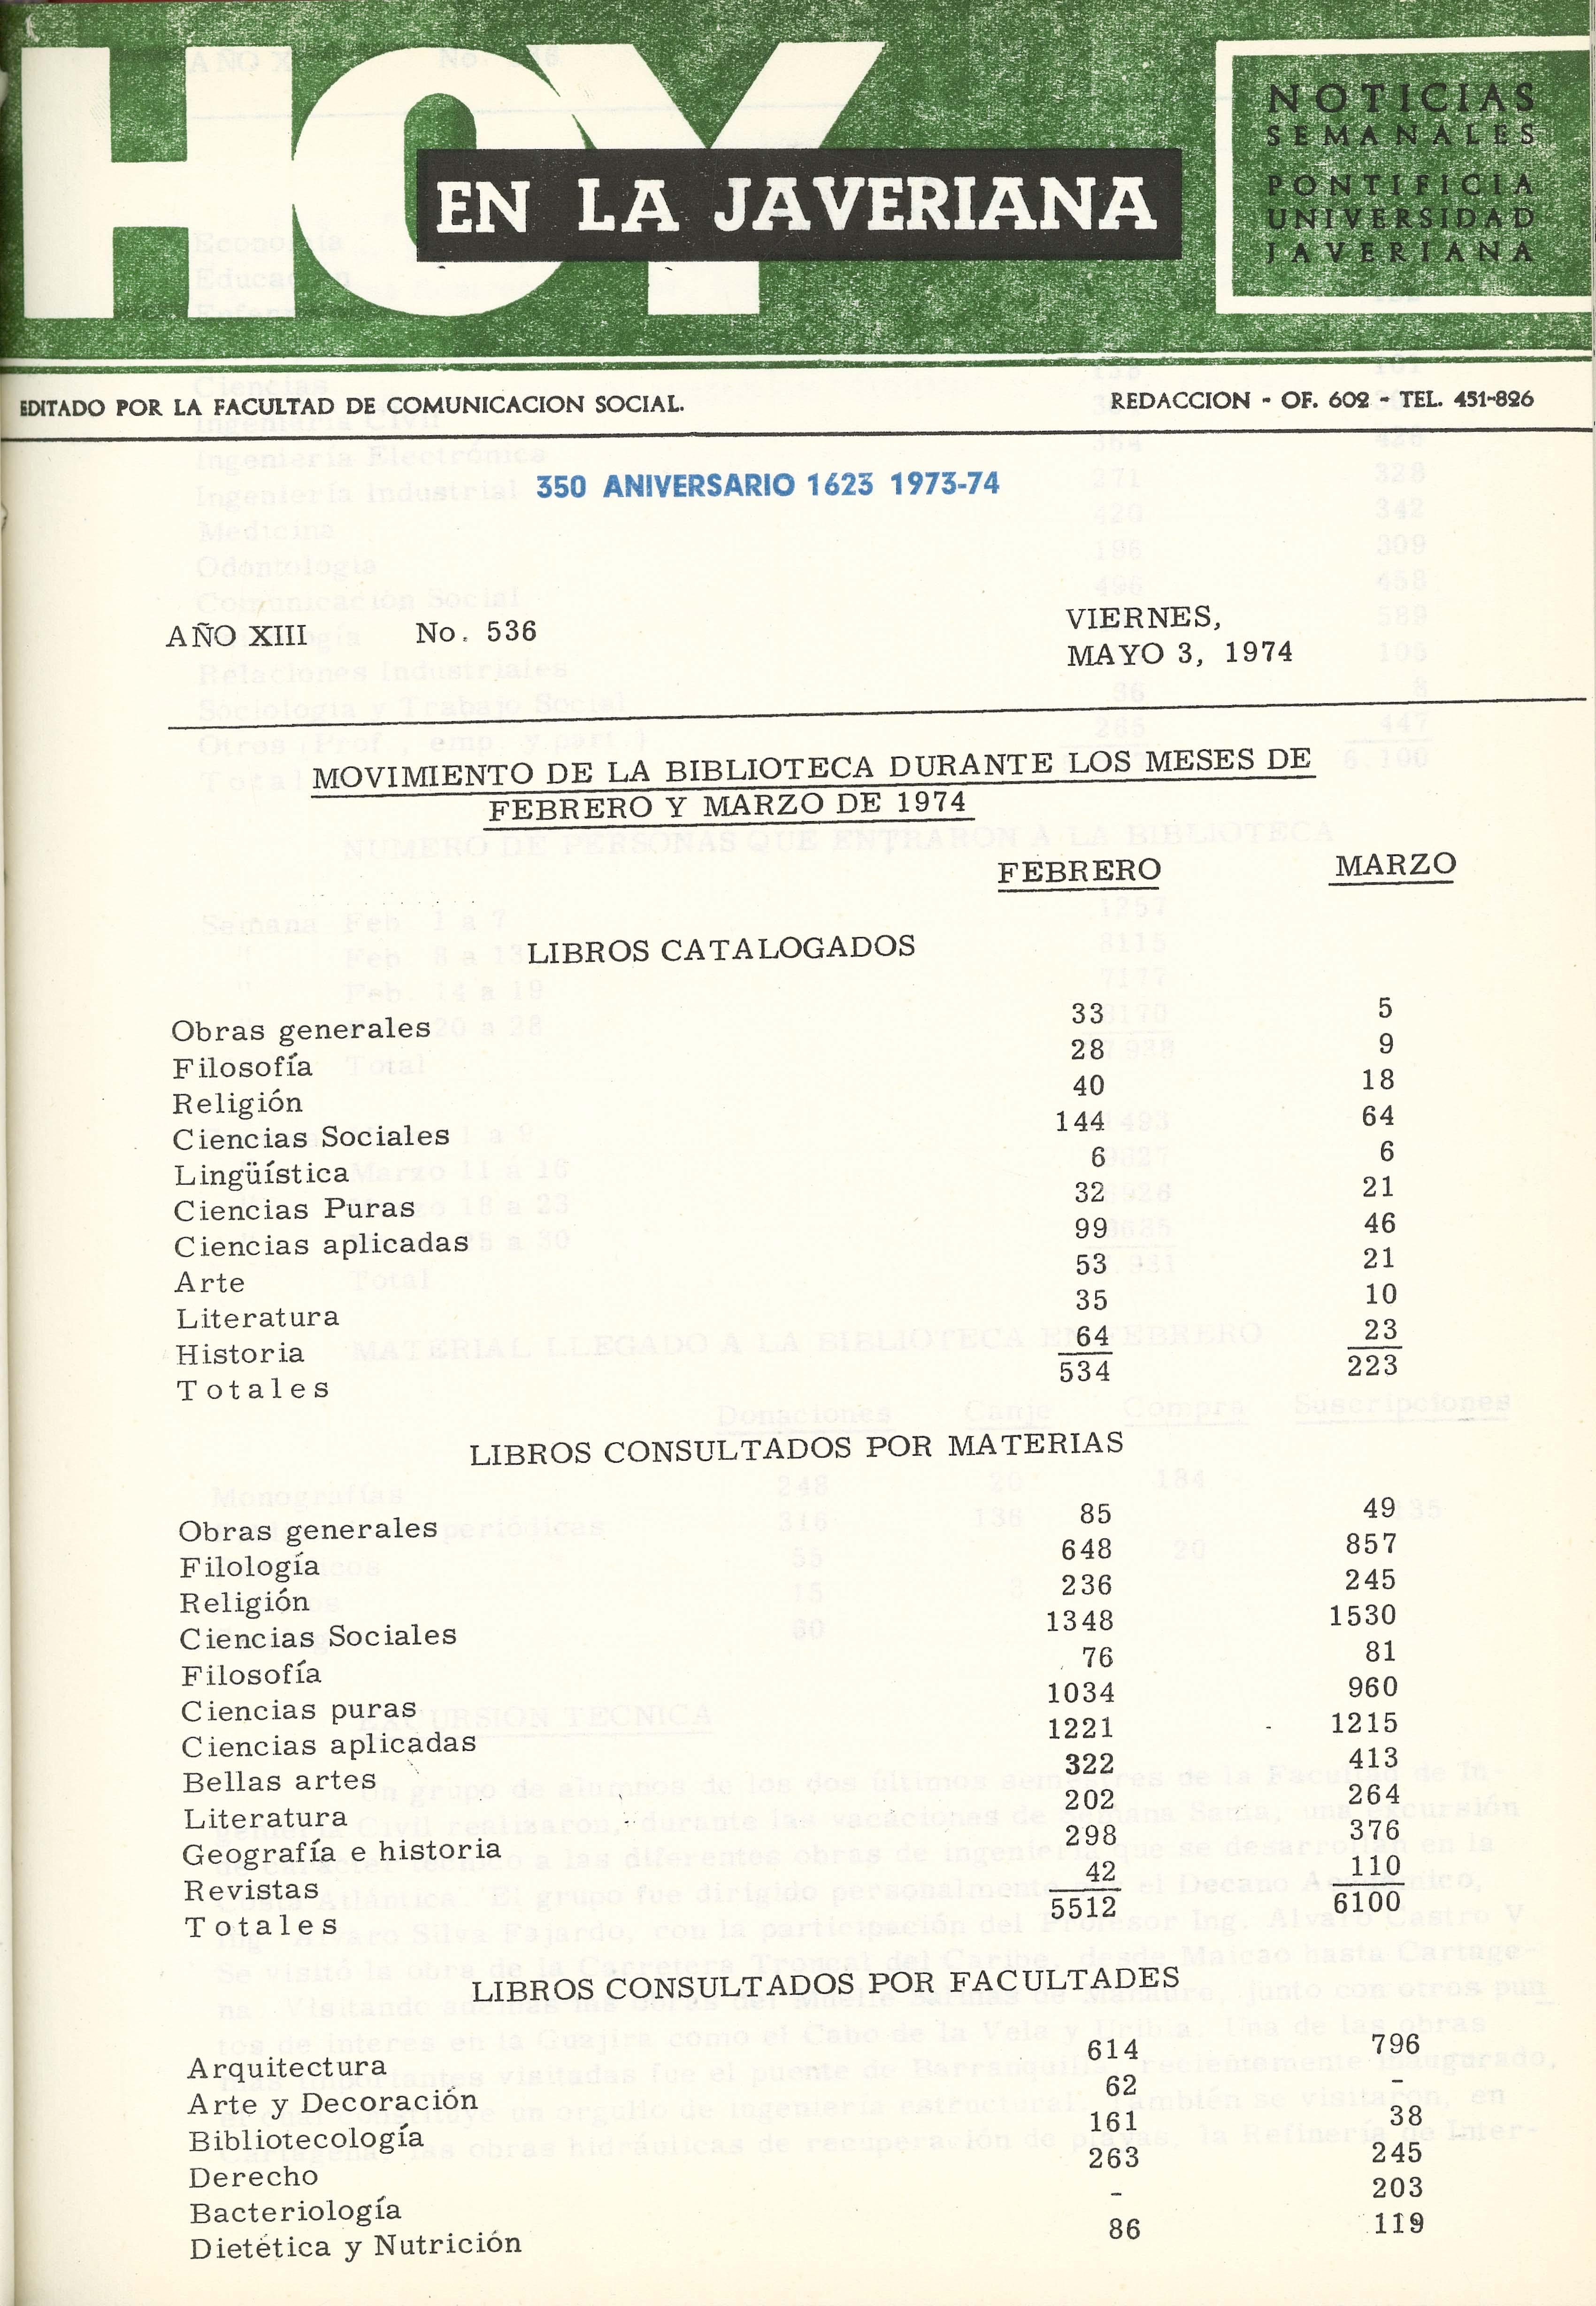 HOY
EN LA JAVERIANA
NOTICIAS
SEMANALES
PONTIFICIA
UNIVERSIDAD
JAVERIANA
EDITADO POR LA FACULTAD DE COMUNICACION SOCIAL.
REDACCION - OF. 602 - TEL. 451-826
350 ANIVERSARIO 1623 1973-74
AÑO XIII No. 536
VIERNES,
MAYO 3, 1974
MOVIMIENTO DE LA BIBLIOTECA DURANTE LOS MESES DE
FEBRERO Y MARZO DE 1974
FEBRERO MARZO
LIBROS CATALOGADOS
Obras generales 33 5
Filosofía 28 9
Religión 40 18
Ciencias Sociales 144 64
Lingüística 6 6
Ciencias Puras 32 21
Ciencias aplicadas 99 46
Arte 53 21
Literatura 35 10
Historia 64 23
Totales 534 223
LIBROS CONSULTADOS POR MATERIAS
Obras generales 85 49
Filología 648 857
Religión 236 245
Ciencias Sociales 1348 1530
Filosofía 76 81
Ciencias puras 1034 960
Ciencias aplicadas 1221 1215
Bellas artes 322 413
Literatura 202 264
Geografía e historia 298 376
Revistas 42 110
Totales 5512 6100
LIBROS CONSULTADOS POR FACULTADES
Arquitectura 614 796
Arte y Decoración 62 -
Bibliotecología 161 38
Derecho 263 245
Bacteriología - 203
Dietética y Nutrición 86 119